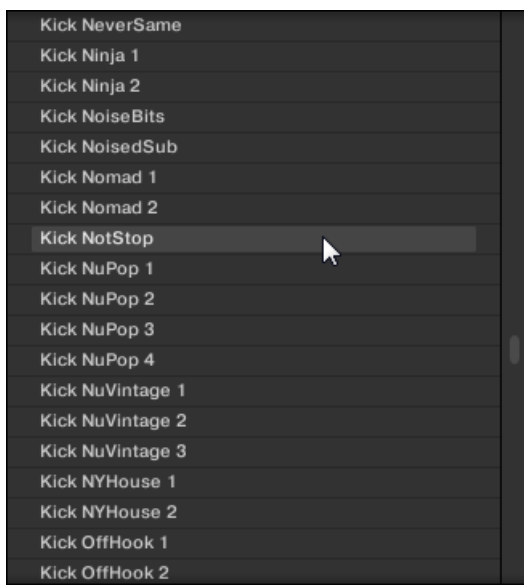 Kick NeverSame
Kick Ninja 1
Kick Ninja 2
Kick NoiseBits
Kick NoisedSub
Kick Nomad 1
Kick Nomad 2
Kick NotStop
Kick NuPop 1
Kick NuPop 2
Kick NuPop 3
Kick NuPop 4
Kick NuVintage 1
Kick NuVintage 2
Kick NuVintage 3
Kick NYHouse 1
Kick NYHouse 2
Kick OffHook 1
Kick OffHook 2